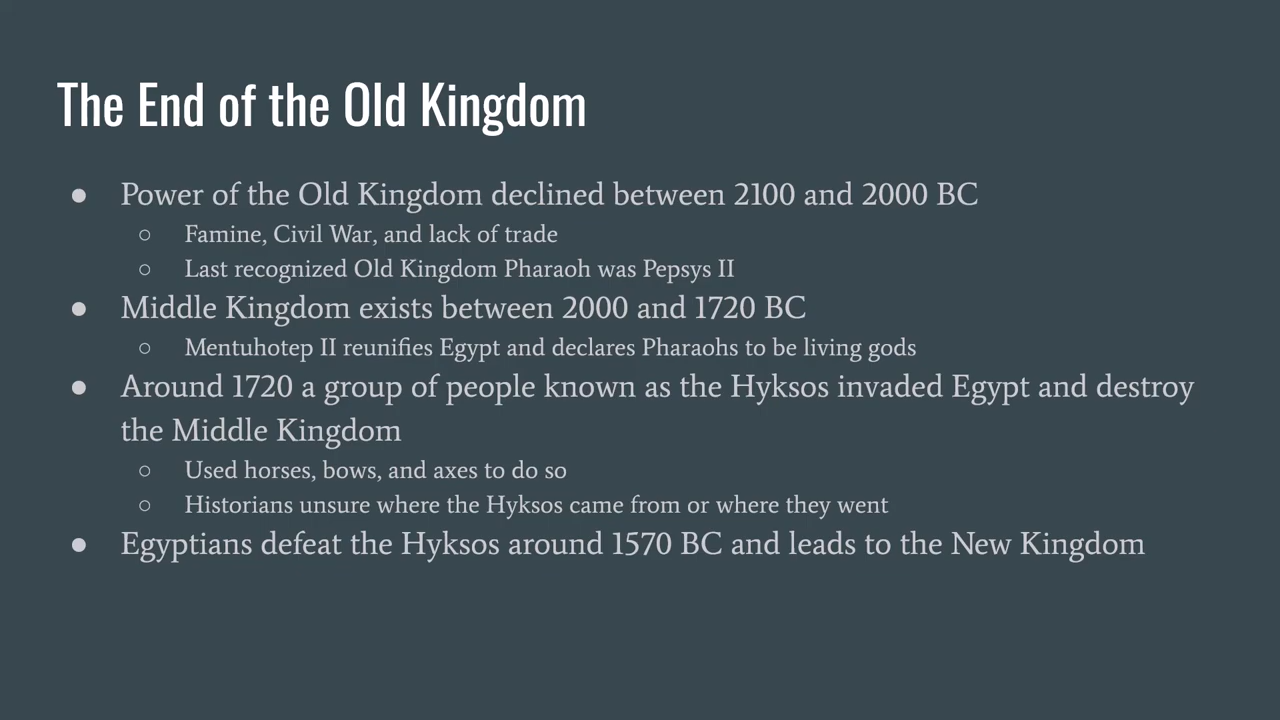 The End of the Old Kingdom
● Power of the Old Kingdom declined between 2100 and 2000 BC
○ Famine, Civil War, and lack of trade
○ Last recognized Old Kingdom Pharaoh was Pepsys II
● Middle Kingdom exists between 2000 and 1720 BC
○ Mentuhotep II reunifies Egypt and declares Pharaohs to be living gods
● Around 1720 a group of people known as the Hyksos invaded Egypt and destroy
the Middle Kingdom
○ Used horses, bows, and axes to do so
○ Historians unsure where the Hyksos came from or where they went
● Egyptians defeat the Hyksos around 1570 BC and leads to the New Kingdom